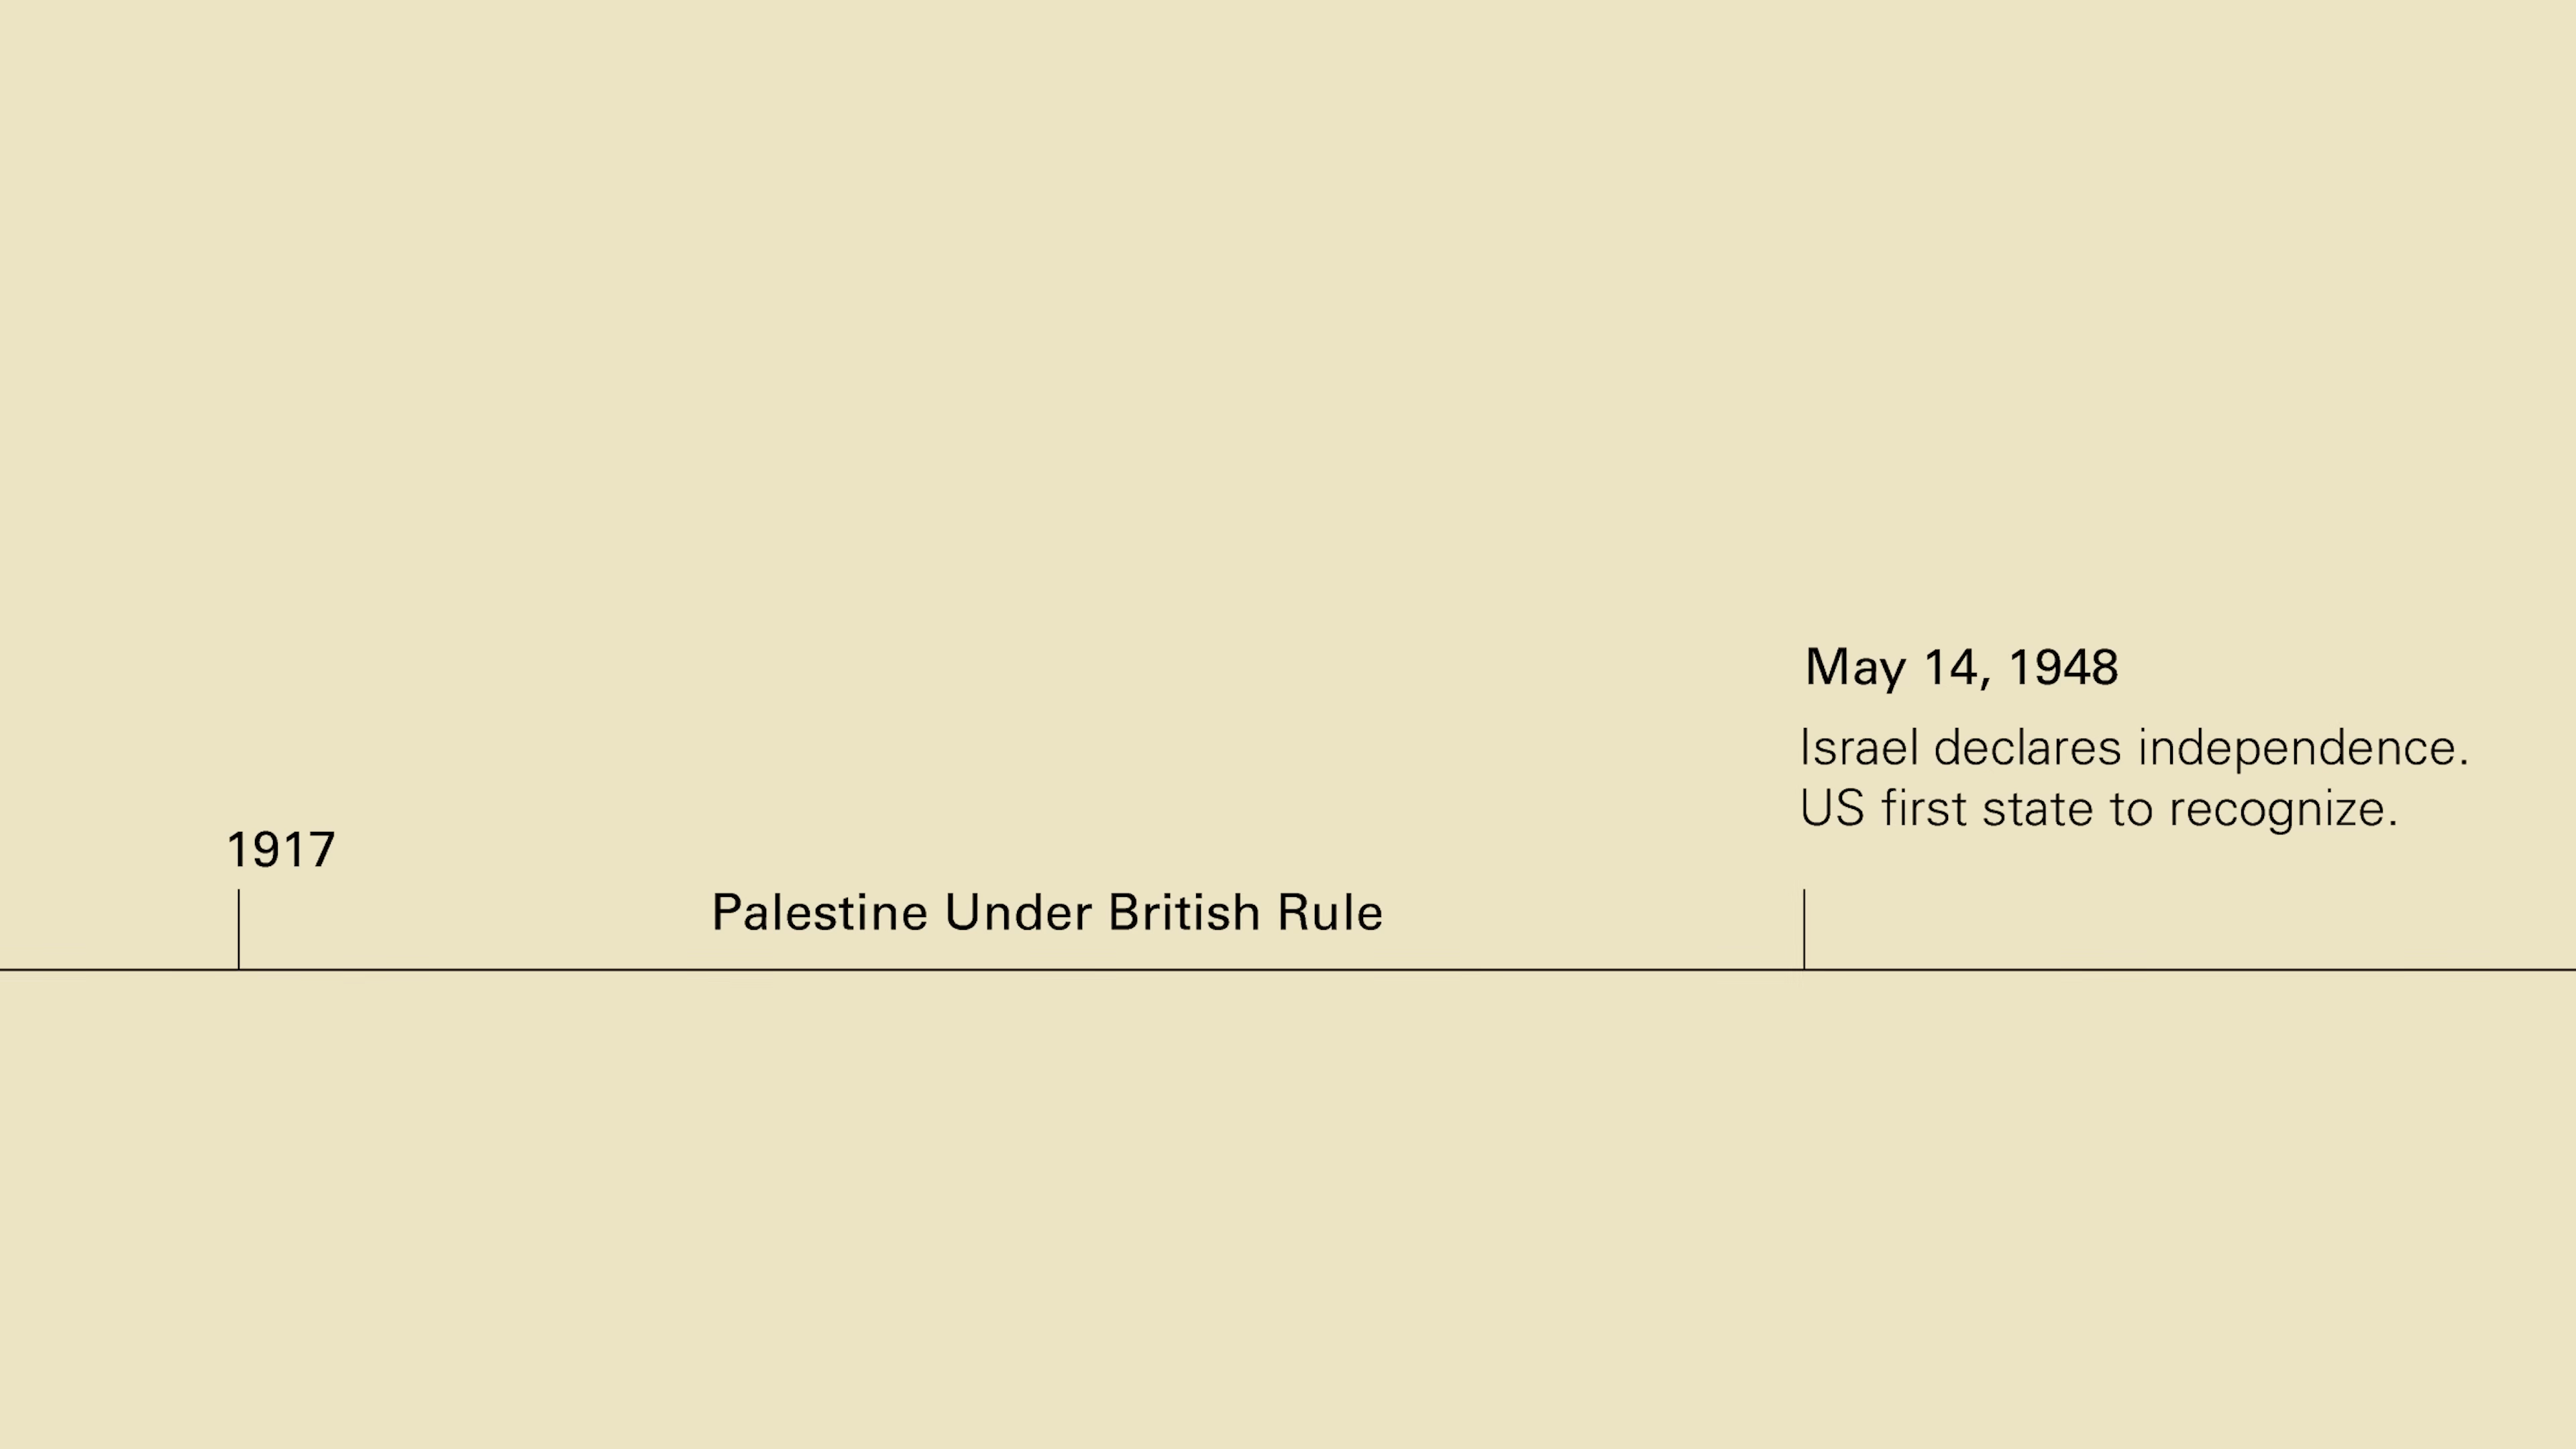 1917
Palestine Under British Rule
May 14, 1948
Israel declares independence.
US first state to recognize.